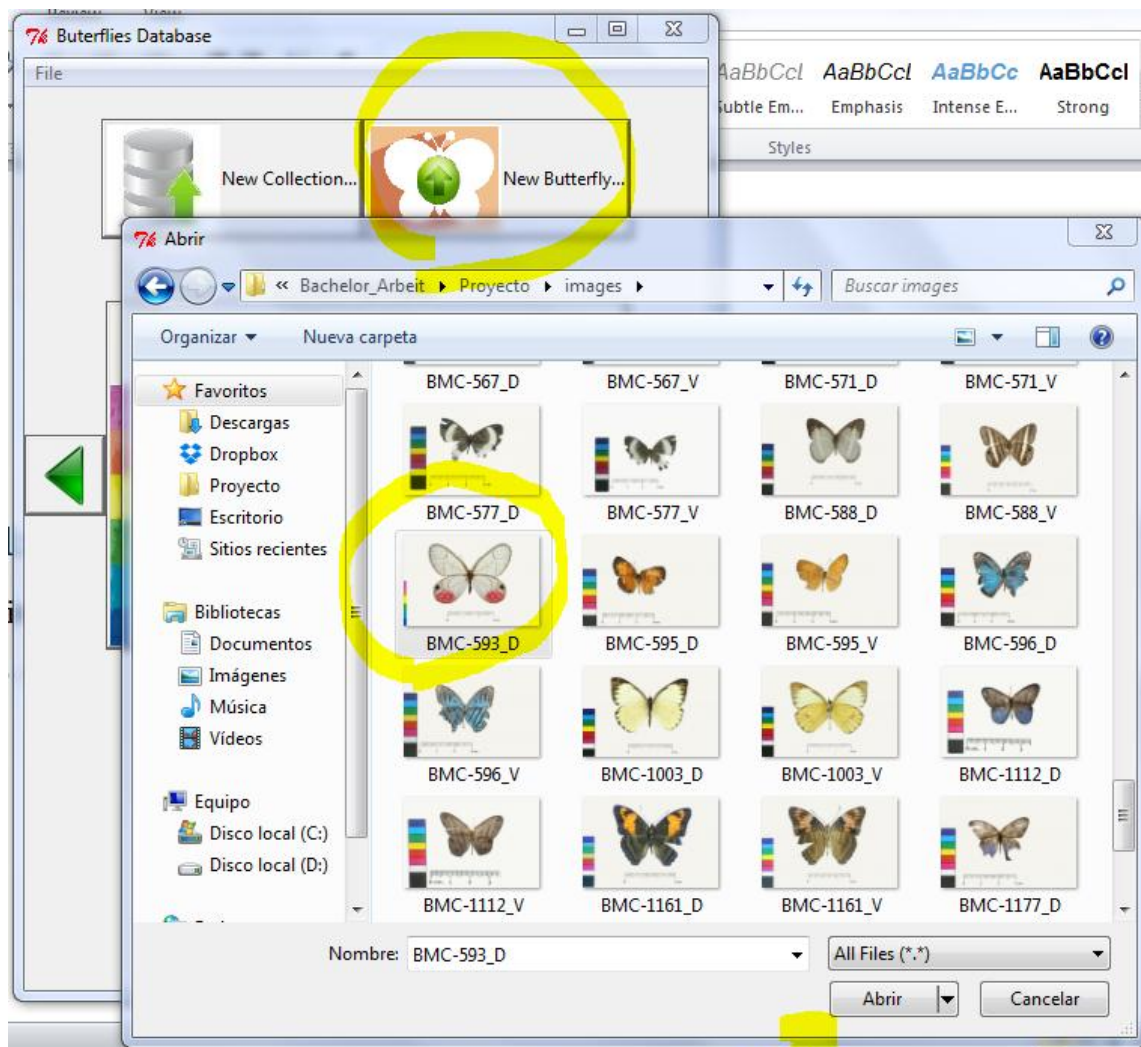 Buterflies Database
File
AaBbCcl AaBbCcl AaBbCc AaBbCcl
Subtle Em... Emphasis Intense E... Strong
Styles
New Collection...
New Butterfly...
Abrir
« Bachelor_Arbeit Proyecto images
Buscar images
Organizar Nueva carpeta
Favoritos
Descargas
Dropbox
Proyecto
Escritorio
Sitios recientes
Bibliotecas
Documentos
Imágenes
Música
Vídeos
Equipo
Disco local (C:)
Disco local (D:)
BMC-567_D BMC-567_V BMC-571_D BMC-571_V
BMC-577_D BMC-577_V BMC-588_D BMC-588_V
BMC-593_D BMC-595_D BMC-595_V BMC-596_D
BMC-596_V BMC-1003_D BMC-1003_V BMC-1112_D
BMC-1112_V BMC-1161_D BMC-1161_V BMC-1177_D
Nombre: BMC-593_D All Files (*.*)
Abrir Cancelar